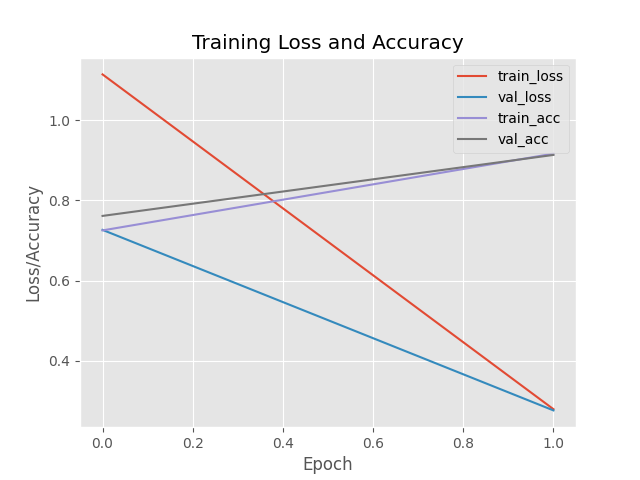 Training Loss and Accuracy
train_loss
val_loss
train_acc
val_acc
Loss/Accuracy
1.0
0.8
0.6
0.4
0.0 0.2 0.4 0.6 0.8 1.0
Epoch